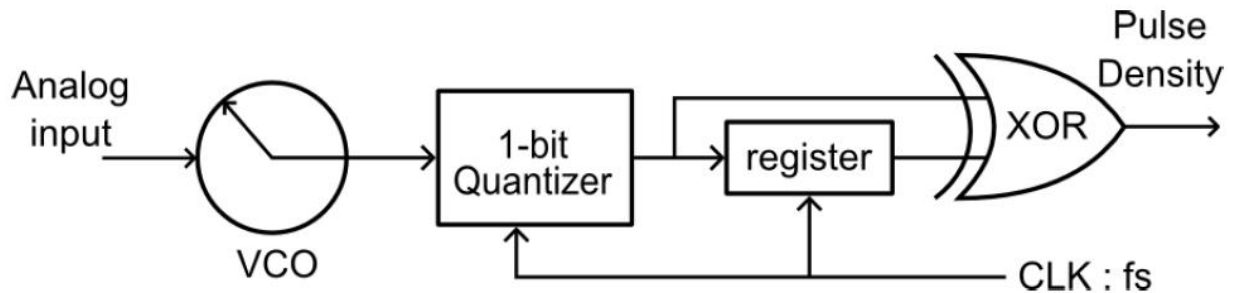 Analog
input
VCO
1-bit
Quantizer
register
XOR
Pulse
Density
CLK : fs